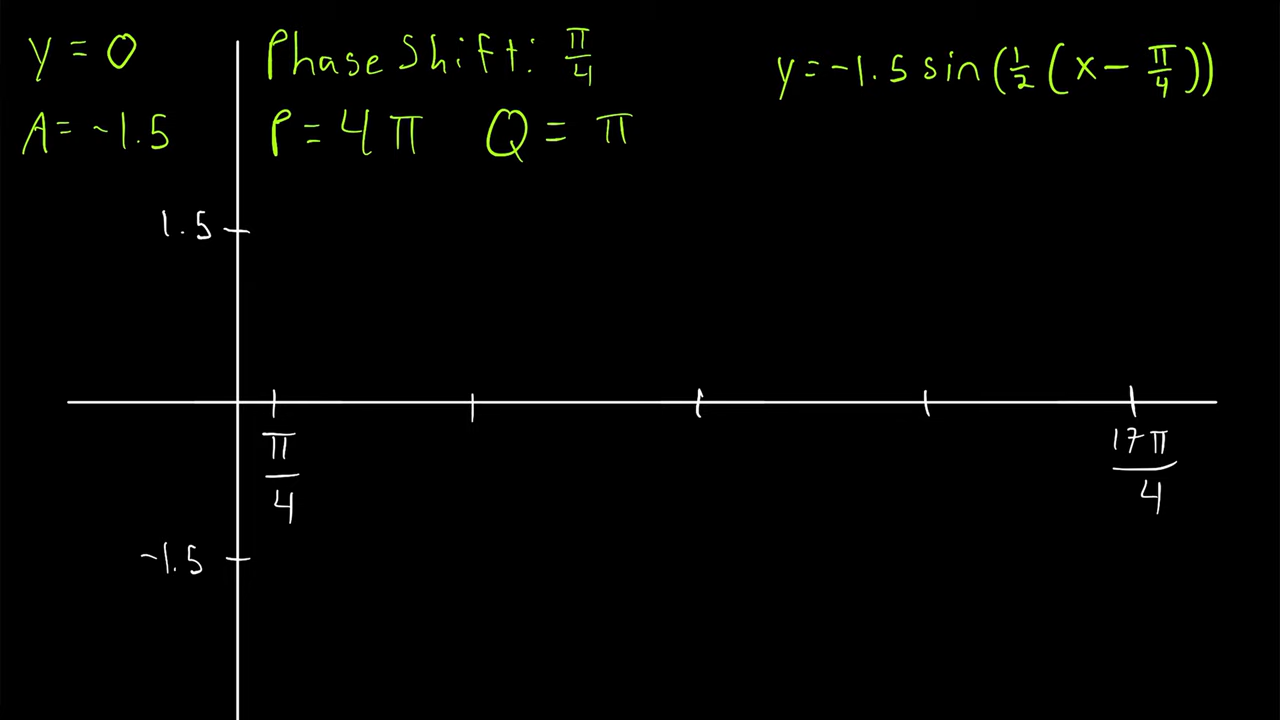 y = 0
Phase Shift: π/4
y = -1.5 sin(1/2(x - π/4))
A = -1.5
P = 4π
Q = π
1.5
π/4
17π/4
-1.5